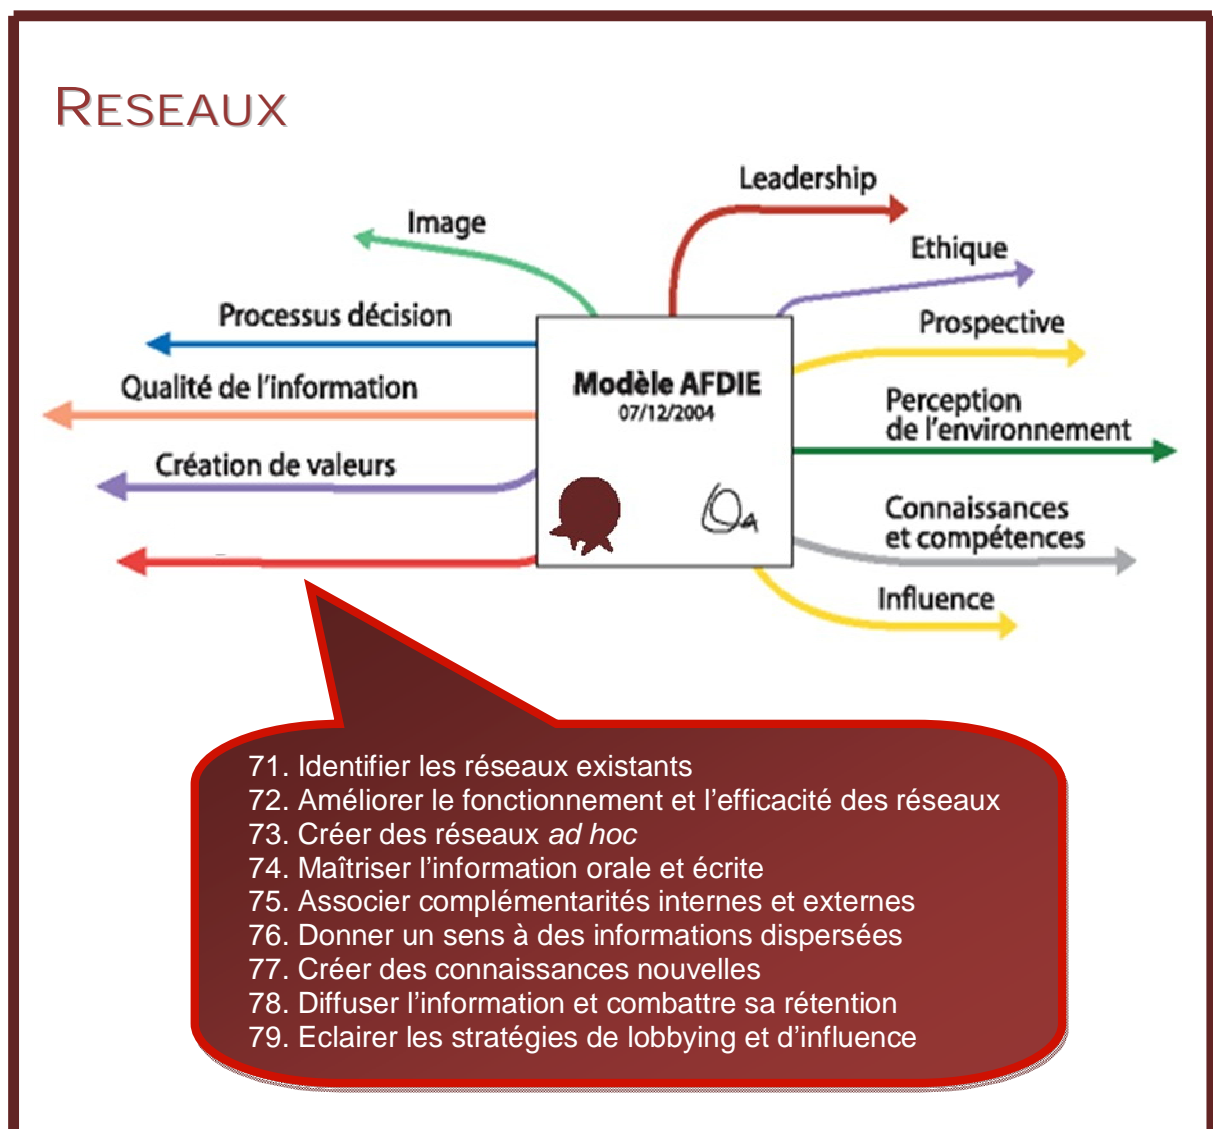 RESEAUX
Leadership
Image
Ethique
Processus décision
Prospective
Qualité de l'information
Modèle AFDIE
07/12/2004
Perception
de l'environnement
Création de valeurs
Connaissances
et compétences
Influence
71. Identifier les réseaux existants
72. Améliorer le fonctionnement et l'efficacité des réseaux
73. Créer des réseaux ad hoc
74. Maîtriser l'information orale et écrite
75. Associer complémentarités internes et externes
76. Donner un sens à des informations dispersées
77. Créer des connaissances nouvelles
78. Diffuser l'information et combattre sa rétention
79. Eclairer les stratégies de lobbying et d'influence